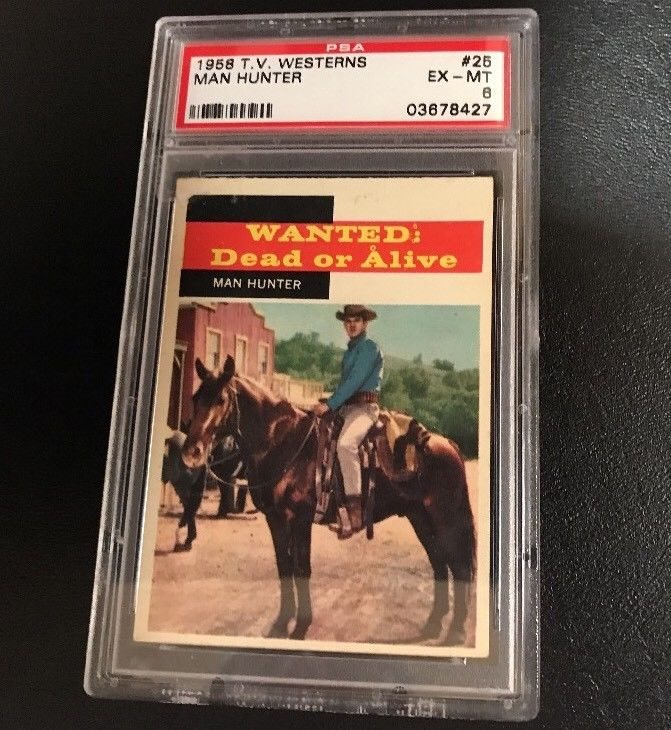 PSA
1958 T.V. WESTERNS #25
MAN HUNTER EX-MT
6
03678427
WANTED:
Dead or Alive
MAN HUNTER